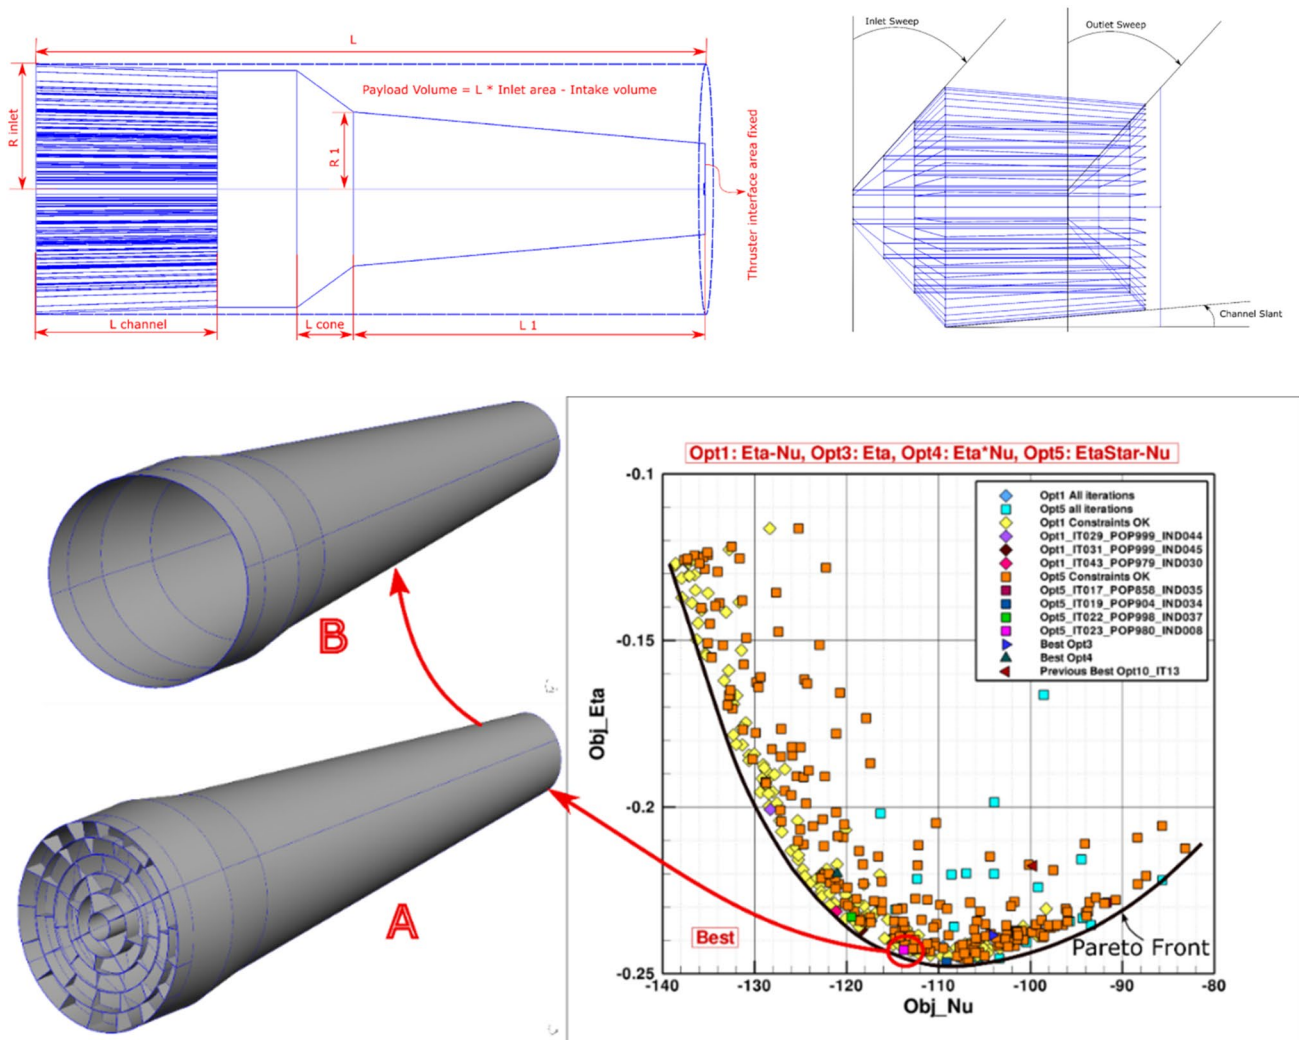 L
Payload Volume = L * Inlet area - Intake volume
R inlet
R 1
Thruster interface area fixed
L channel
L cone
L 1
Inlet Sweep
Outlet Sweep
Channel Slant
B
A
Opt1: Eta-Nu, Opt3: Eta, Opt4: Eta*Nu, Opt5: EtaStar-Nu
Opt1 All iterations
Opt5 all iterations
Opt1 Constraints OK
Opt1_IT029_POP999_IND044
Opt1_IT031_POP999_IND045
Opt1_IT043_POP979_IND030
Opt5 Constraints OK
Opt5_IT017_POP858_IND035
Opt5_IT019_POP904_IND034
Opt5_IT022_POP998_IND037
Opt5_IT023_POP980_IND008
Best Opt3
Best Opt4
Previous Best Opt10_IT13
-0.1
-0.15
-0.2
-0.25
Obj_Eta
Best
Pareto Front
-140
-130
-120
-110
-100
-90
-80
Obj_Nu